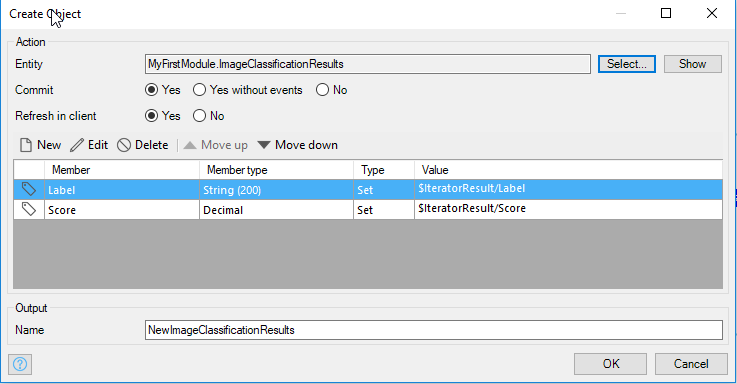 Create Object
Action
Entity MyFirstModule.ImageClassificationResults Select... Show
Commit Yes Yes without events No
Refresh in client Yes No
New Edit Delete Move up Move down
Member Member type Type Value
Label String (200) Set $IteratorResult/Label
Score Decimal Set $IteratorResult/Score
Output
Name NewImageClassificationResults
? OK Cancel